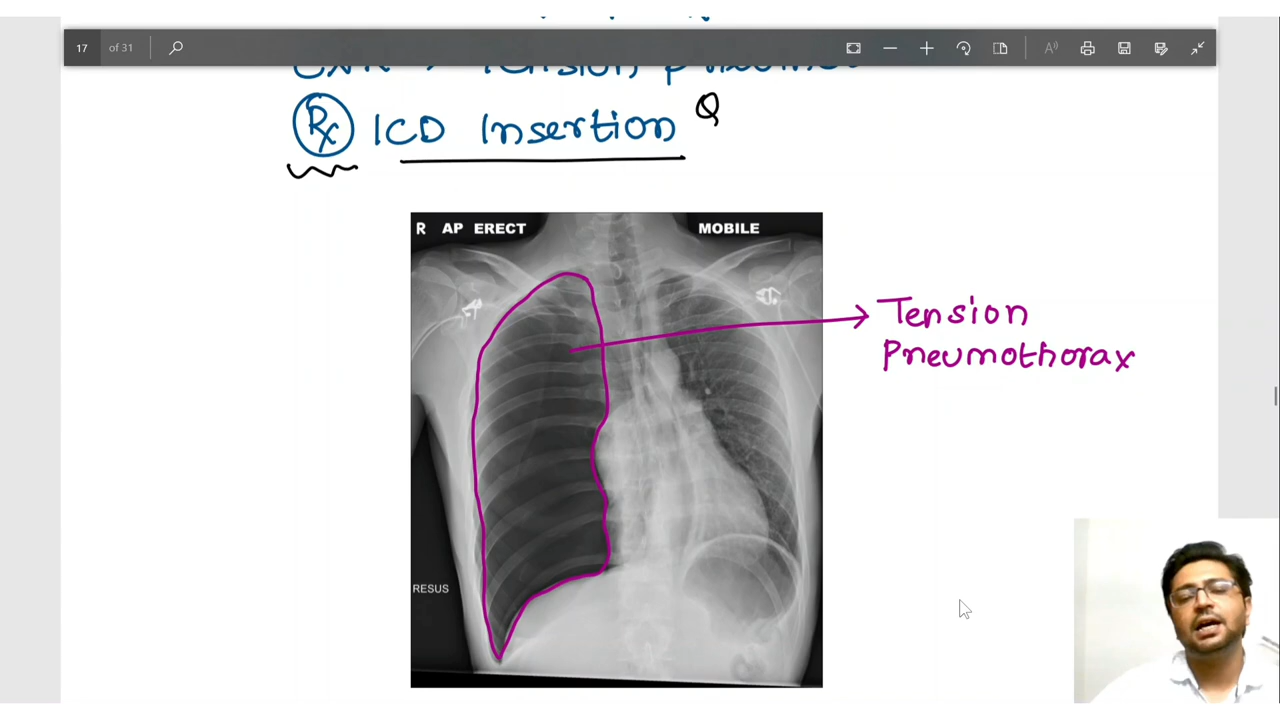 17 of 31
Rx ICD Insertion Q
R AP ERECT MOBILE
Tension
Pneumothorax
RESUS